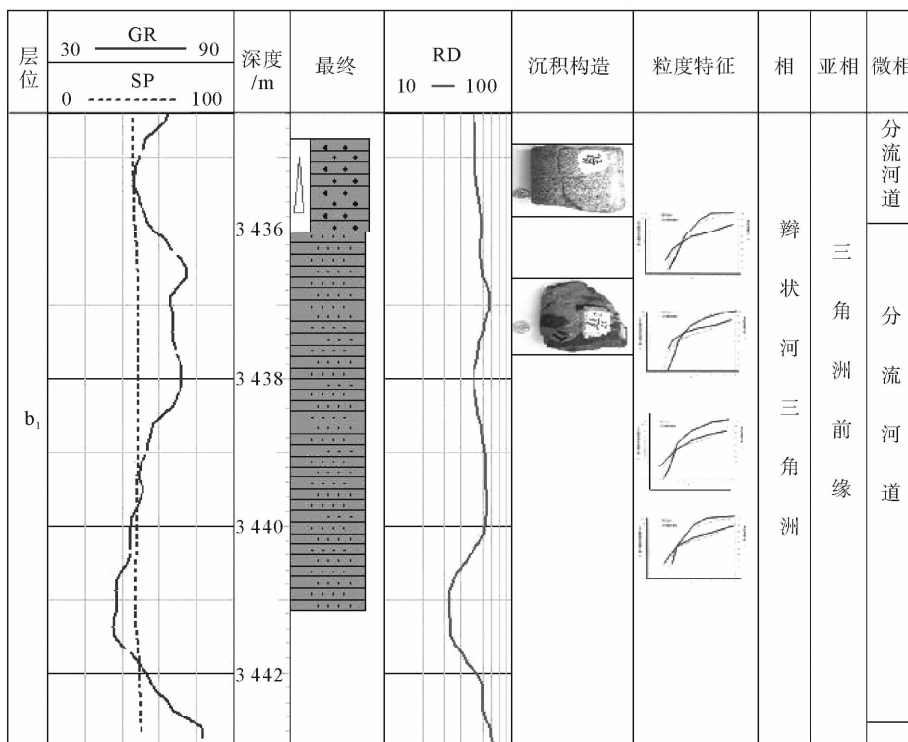 层位
GR
30 90
SP
0 100
深度/m
最终
RD
10 100
沉积构造
粒度特征
相
亚相
微相
b1
3 436
3 438
3 440
3 442
辫状河三角洲
三角洲前缘
分流河道
分流河道